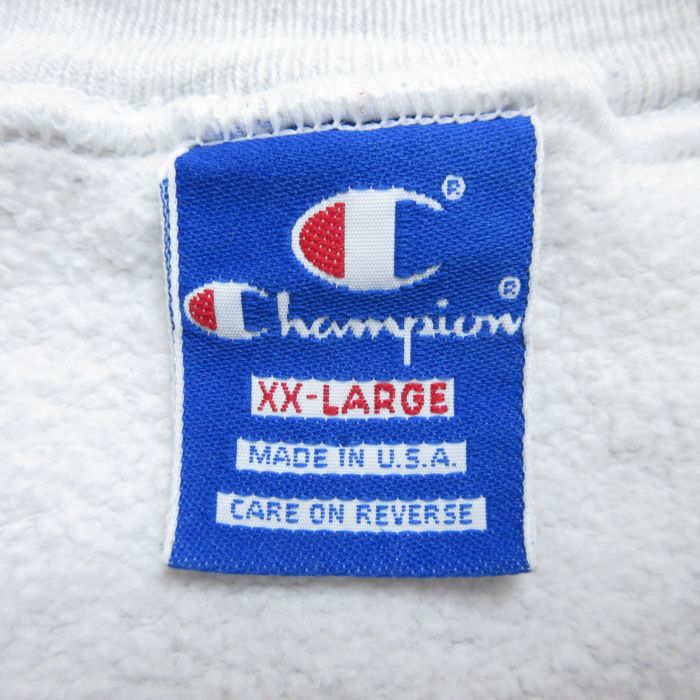 ®
Champion®
XX-LARGE
MADE IN U.S.A.
CARE ON REVERSE